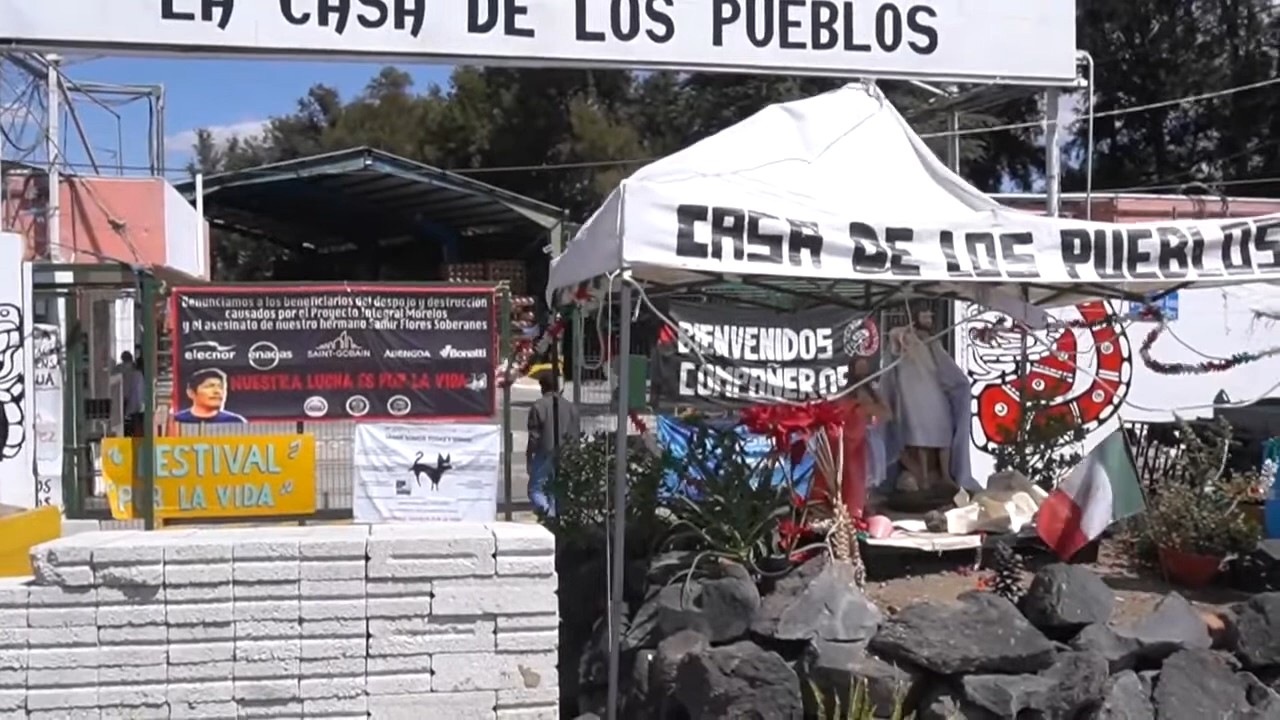 LA CASA DE LOS PUEBLOS
CASA DE LOS PUEBLOS
Denunciamos a los beneficiarios del despojo y destrucción
causados por el Proyecto Integral Morelos
y el asesinato de nuestro hermano Samir Flores Soberanes
elecnor
enagas
SAINT-GOBAIN
ABENGOA
Bonatti
NUESTRA LUCHA ES POR LA VIDA
BIENVENIDOS
COMPAÑEROS
FESTIVAL
POR LA VIDA